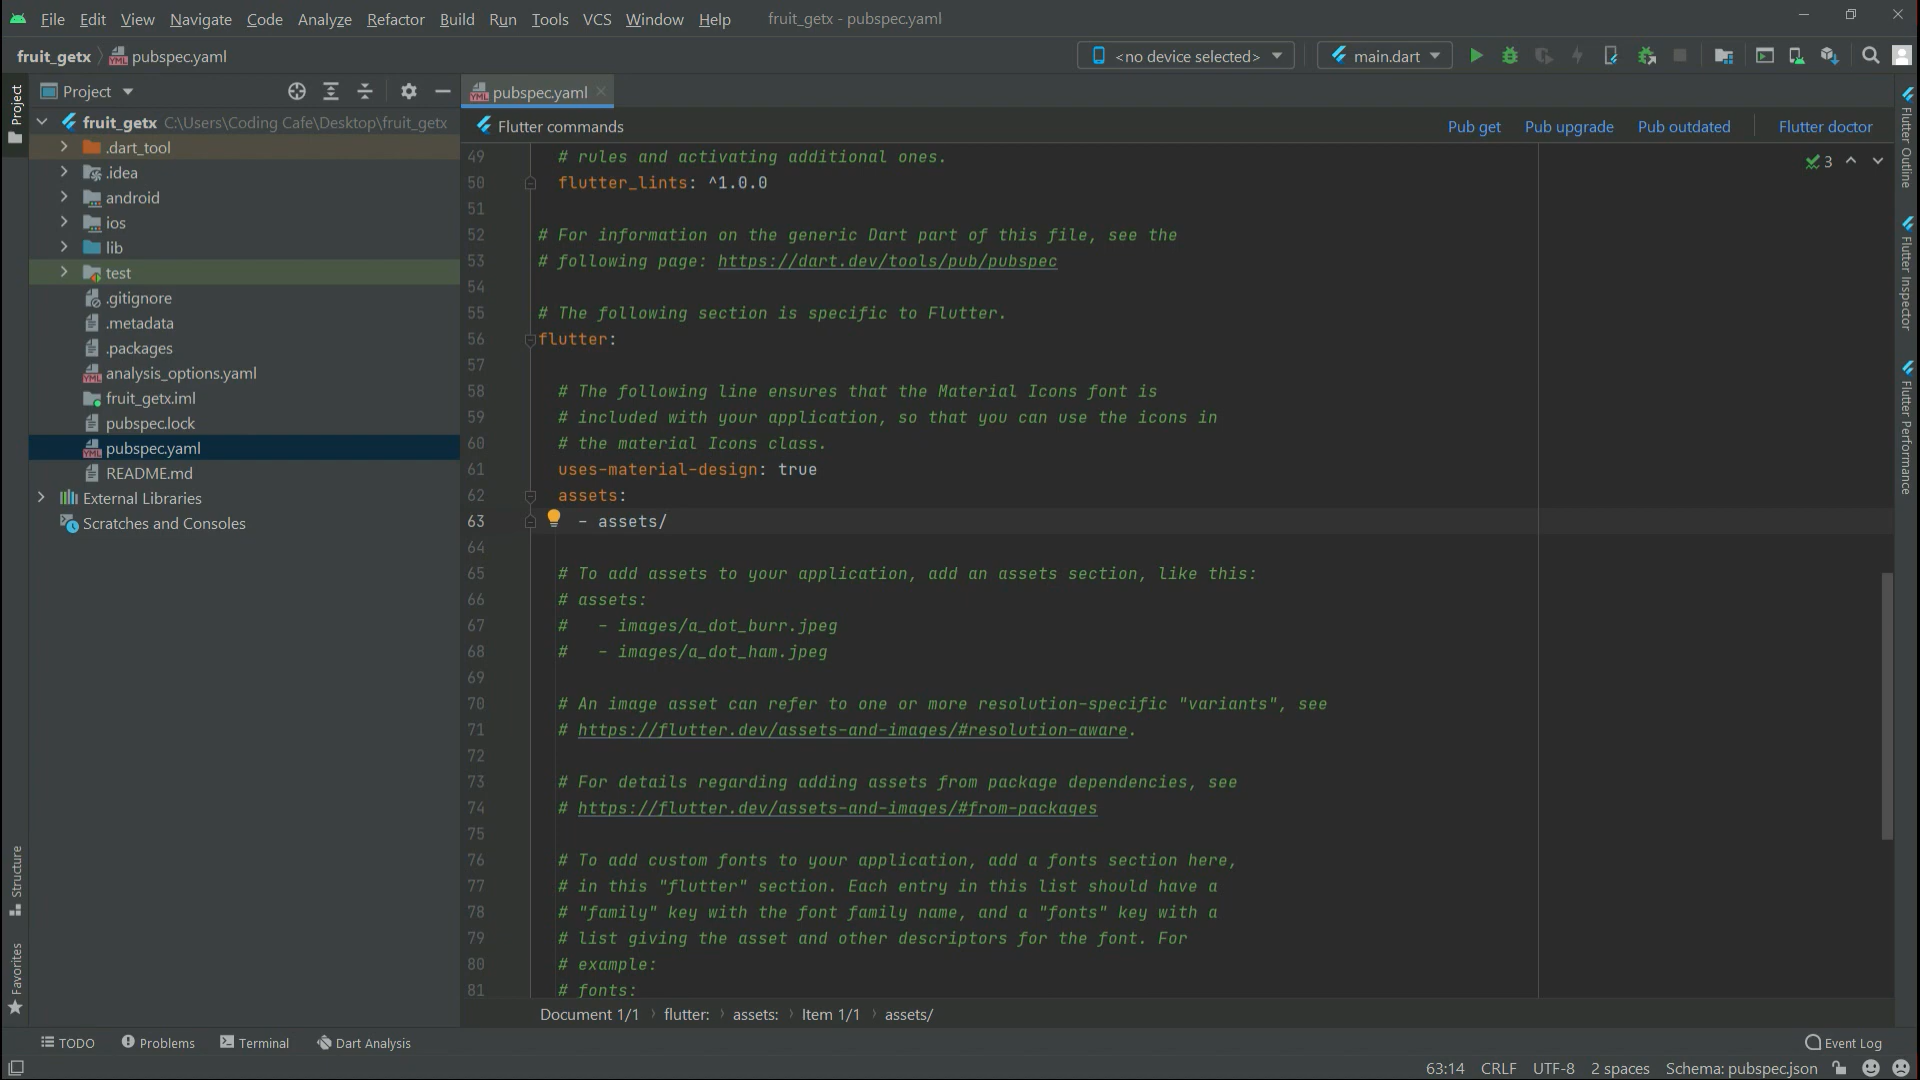 File Edit View Navigate Code Analyze Refactor Build Run Tools VCS Window Help fruit_getx - pubspec.yaml
fruit_getx pubspec.yaml <no device selected> main.dart
Project
Project
pubspec.yaml
fruit_getx C:\Users\Coding Cafe\Desktop\fruit_getx
.dart_tool
.idea
android
ios
lib
test
.gitignore
.metadata
.packages
analysis_options.yaml
fruit_getx.iml
pubspec.lock
pubspec.yaml
README.md
External Libraries
Scratches and Consoles
Structure
Favorites
Flutter commands Pub get Pub upgrade Pub outdated Flutter doctor
3
49 # rules and activating additional ones.
50 flutter_lints: ^1.0.0
51
52 # For information on the generic Dart part of this file, see the
53 # following page: https://dart.dev/tools/pub/pubspec
54
55 # The following section is specific to Flutter.
56 flutter:
57
58 # The following line ensures that the Material Icons font is
59 # included with your application, so that you can use the icons in
60 # the material Icons class.
61 uses-material-design: true
62 assets:
63 - assets/
64
65 # To add assets to your application, add an assets section, like this:
66 # assets:
67 #   - images/a_dot_burr.jpeg
68 #   - images/a_dot_ham.jpeg
69
70 # An image asset can refer to one or more resolution-specific "variants", see
71 # https://flutter.dev/assets-and-images/#resolution-aware.
72
73 # For details regarding adding assets from package dependencies, see
74 # https://flutter.dev/assets-and-images/#from-packages
75
76 # To add custom fonts to your application, add a fonts section here,
77 # in this "flutter" section. Each entry in this list should have a
78 # "family" key with the font family name, and a "fonts" key with a
79 # list giving the asset and other descriptors for the font. For
80 # example:
81 # fonts:
Flutter Outline
Flutter Inspector
Flutter Performance
Document 1/1 › flutter: › assets: › Item 1/1 › assets/
TODO Problems Terminal Dart Analysis Event Log
63:14 CRLF UTF-8 2 spaces Schema: pubspec.json